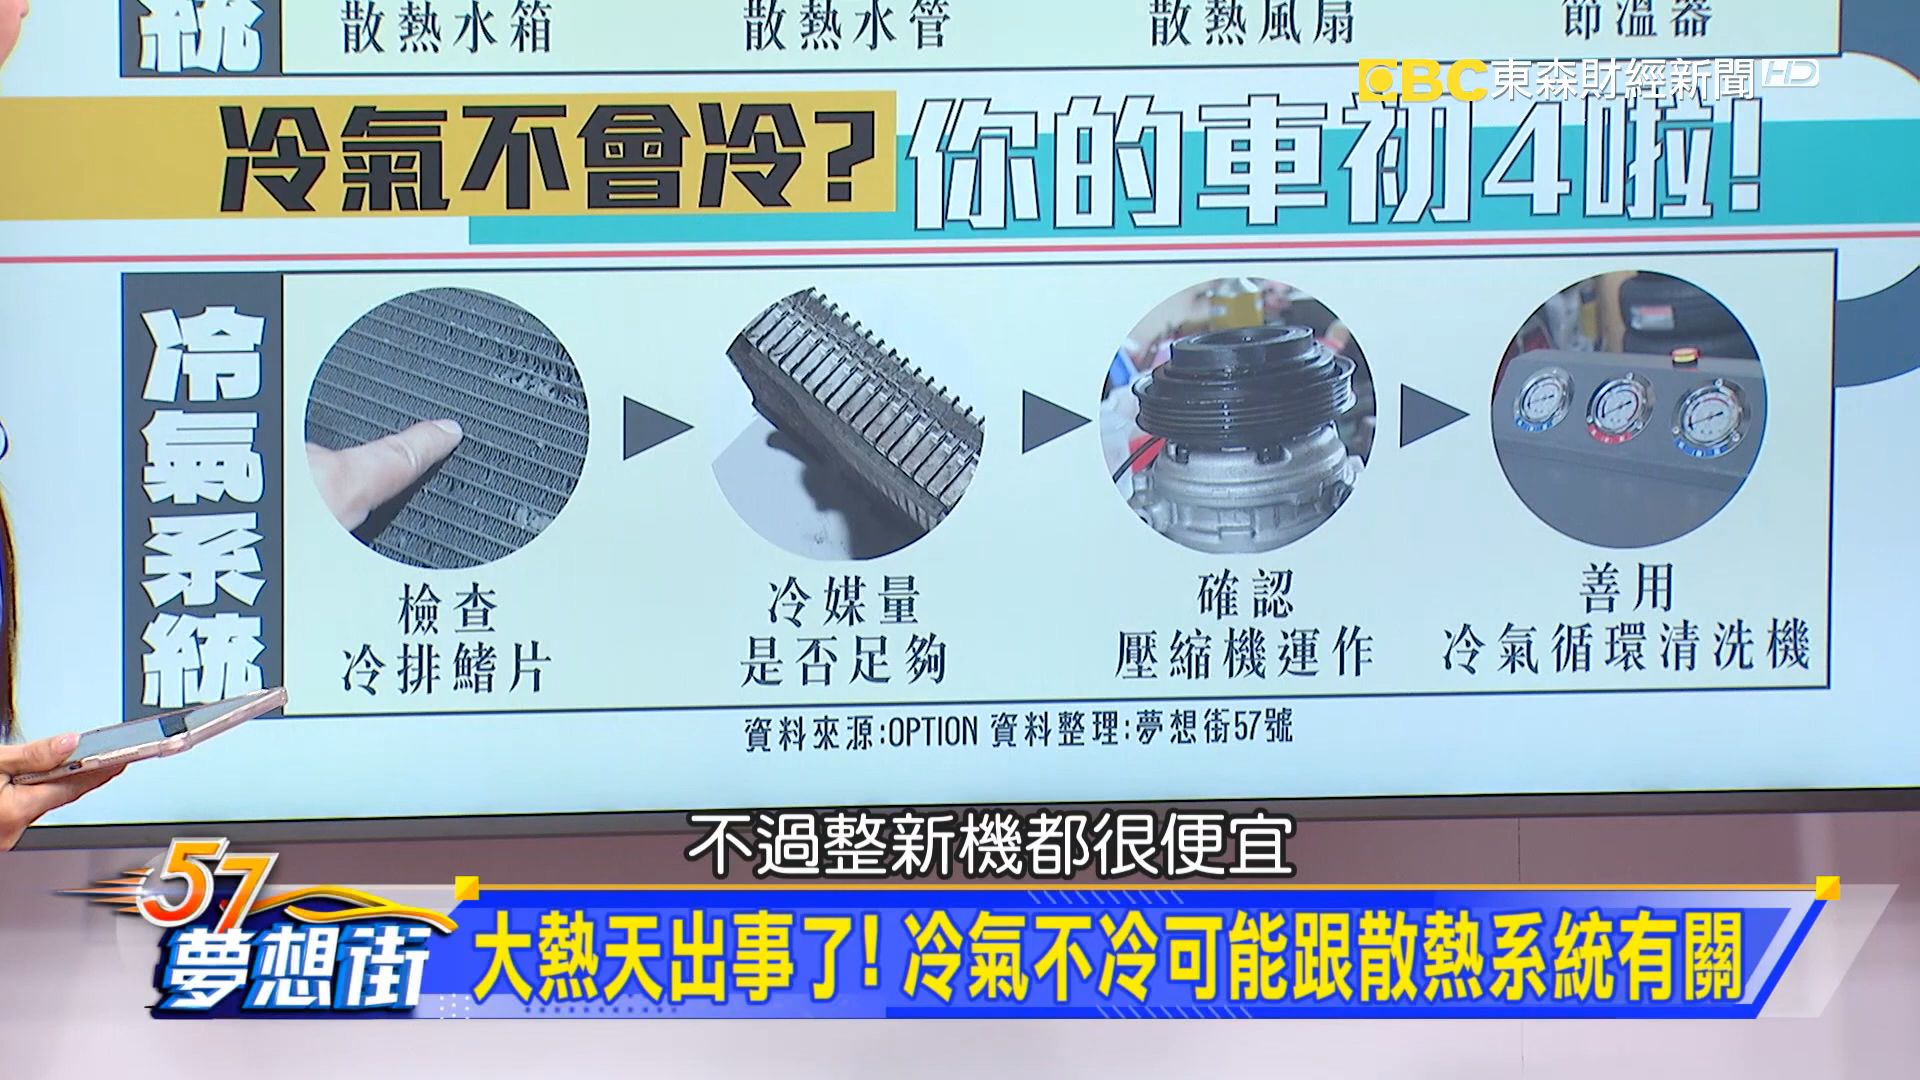 統
散熱水箱
散熱水管
散熱風扇
節溫器
EBC東森財經新聞HD
冷氣不會冷?你的車初4啦!
冷氣系統
檢查
冷排鰭片
冷媒量
是否足夠
確認
壓縮機運作
善用
冷氣循環清洗機
資料來源:OPTION 資料整理:夢想街57號
不過整新機都很便宜
57
夢想街
大熱天出事了! 冷氣不冷可能跟散熱系統有關